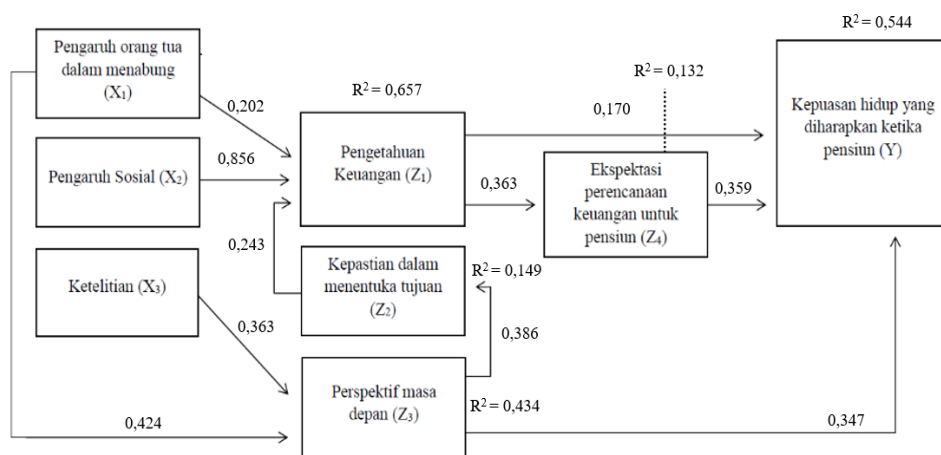 Pengaruh orang tua
dalam menabung
(X₁)
0,202
R² = 0,657
R² = 0,132
R² = 0,544
0,170
Kepuasan hidup yang
diharapkan ketika
pensiun (Y)
Pengaruh Sosial (X₂)
0,856
Pengetahuan
Keuangan (Z₁)
0,363
Ekspektasi
perencanaan
keuangan untuk
pensiun (Z₄)
0,359
0,243
Ketelitian (X₃)
0,363
Kepastian dalam
menentuka tujuan
(Z₂)
R² = 0,149
0,386
Perspektif masa
depan (Z₃)
R² = 0,434
0,424
0,347